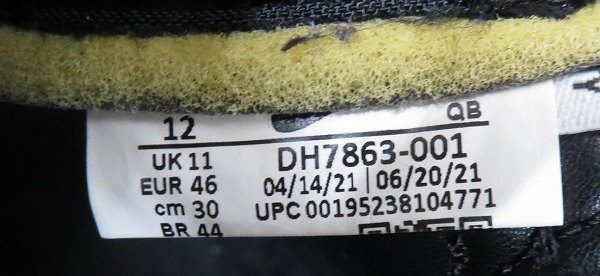 12 QB
UK 11 DH7863-001
EUR 46 04/14/21 | 06/20/21
cm 30 UPC 00195238104771
BR 44